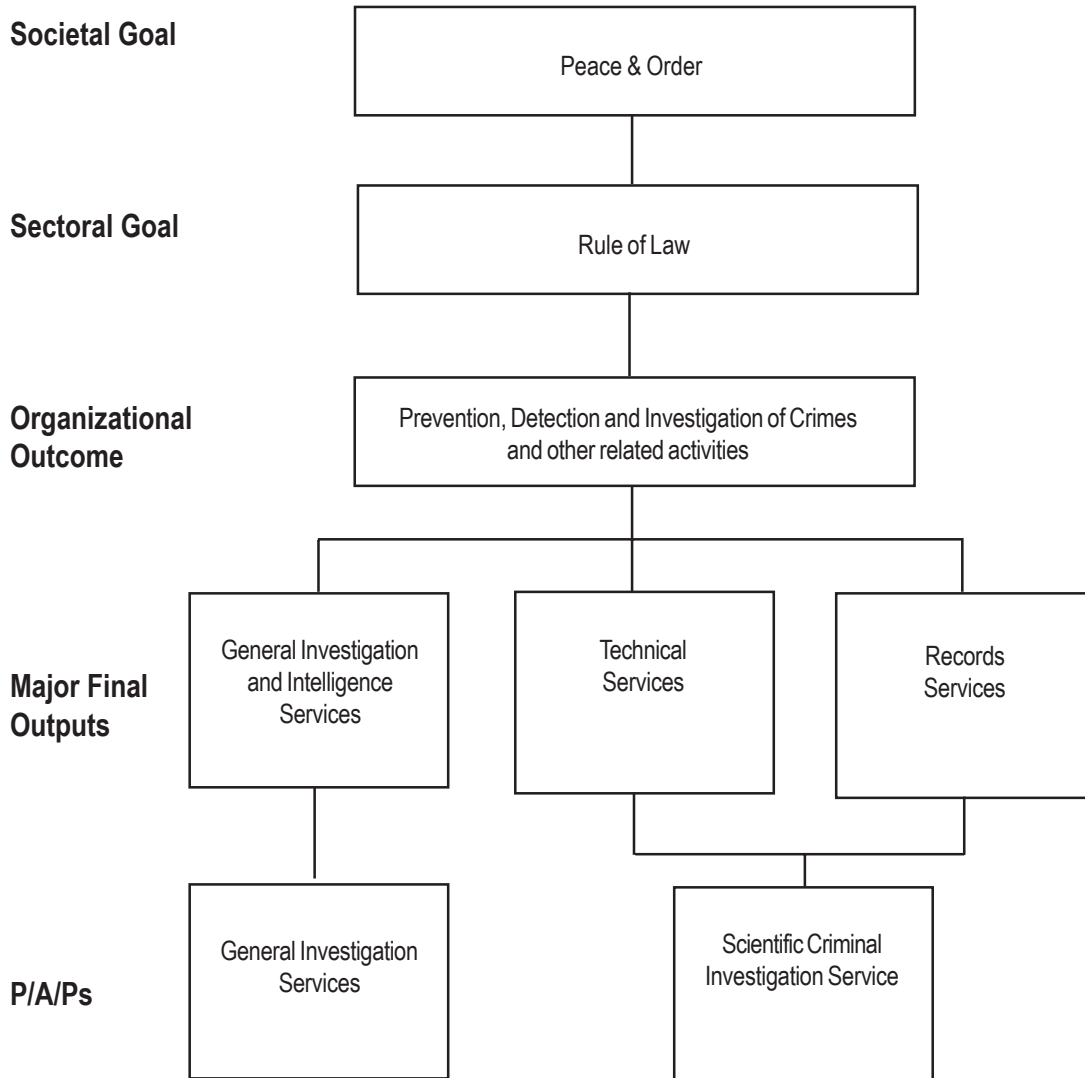 Societal Goal
Peace & Order
Sectoral Goal
Rule of Law
Organizational
Outcome
Prevention, Detection and Investigation of Crimes
and other related activities
Major Final
Outputs
General Investigation
and Intelligence
Services
Technical
Services
Records
Services
P/A/Ps
General Investigation
Services
Scientific Criminal
Investigation Service